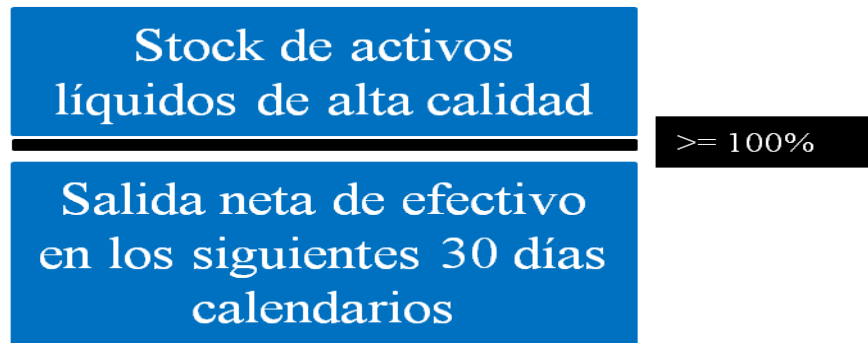 Stock de activos
líquidos de alta calidad
>= 100%
Salida neta de efectivo
en los siguientes 30 días
calendarios